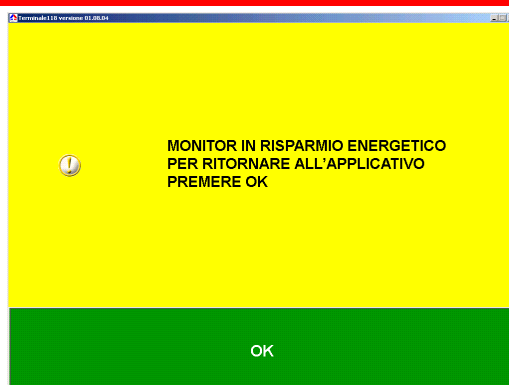 Terminale118 versione 01.08.04
MONITOR IN RISPARMIO ENERGETICO
PER RITORNARE ALL'APPLICATIVO
PREMERE OK
OK